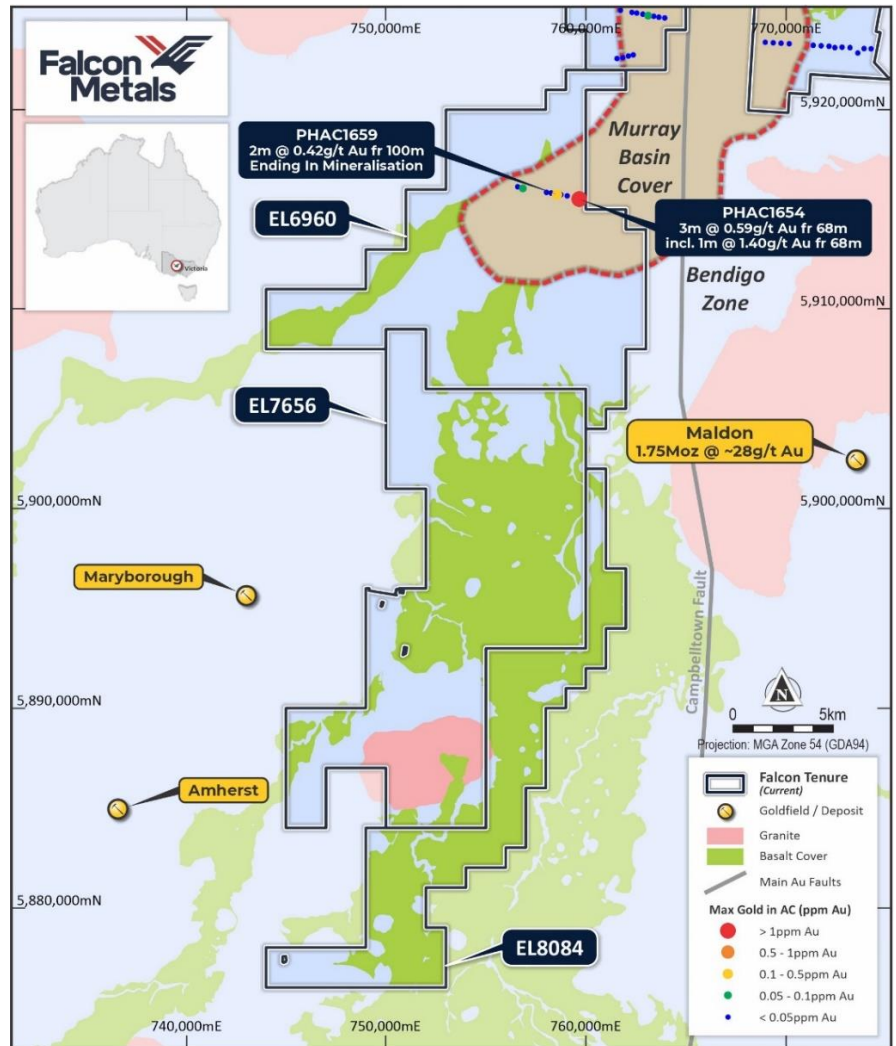 750,000mE
760,000mE
770,000mE
Falcon
Metals
Victoria
5,920,000mN
PHAC1659
2m @ 0.42g/t Au fr 100m
Ending In Mineralisation
Murray
Basin
Cover
EL6960
PHAC1654
3m @ 0.59g/t Au fr 68m
incl. 1m @ 1.40g/t Au fr 68m
Bendigo
Zone
5,910,000mN
EL7656
Maldon
1.75Moz @ ~28g/t Au
5,900,000mN
5,900,000mN
Maryborough
Campbelltown Fault
5,890,000mN
N
0 5km
Projection: MGA Zone 54 (GDA94)
Amherst
Falcon Tenure
(Current)
Goldfield / Deposit
Granite
Basalt Cover
Main Au Faults
Max Gold in AC (ppm Au)
> 1ppm Au
0.5 - 1ppm Au
0.1 - 0.5ppm Au
0.05 - 0.1ppm Au
< 0.05ppm Au
5,880,000mN
EL8084
740,000mE
750,000mE
760,000mE